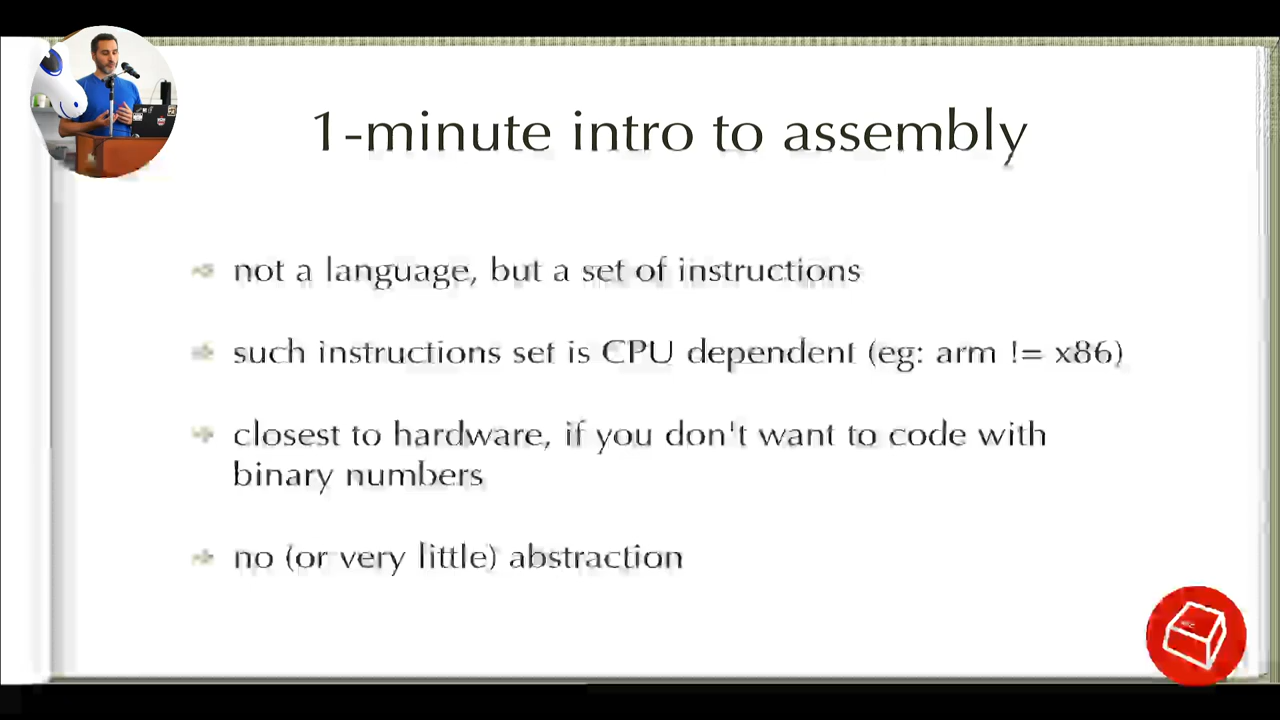 1-minute intro to assembly
not a language, but a set of instructions
such instructions set is CPU dependent (eg: arm != x86)
closest to hardware, if you don't want to code with
binary numbers
no (or very little) abstraction